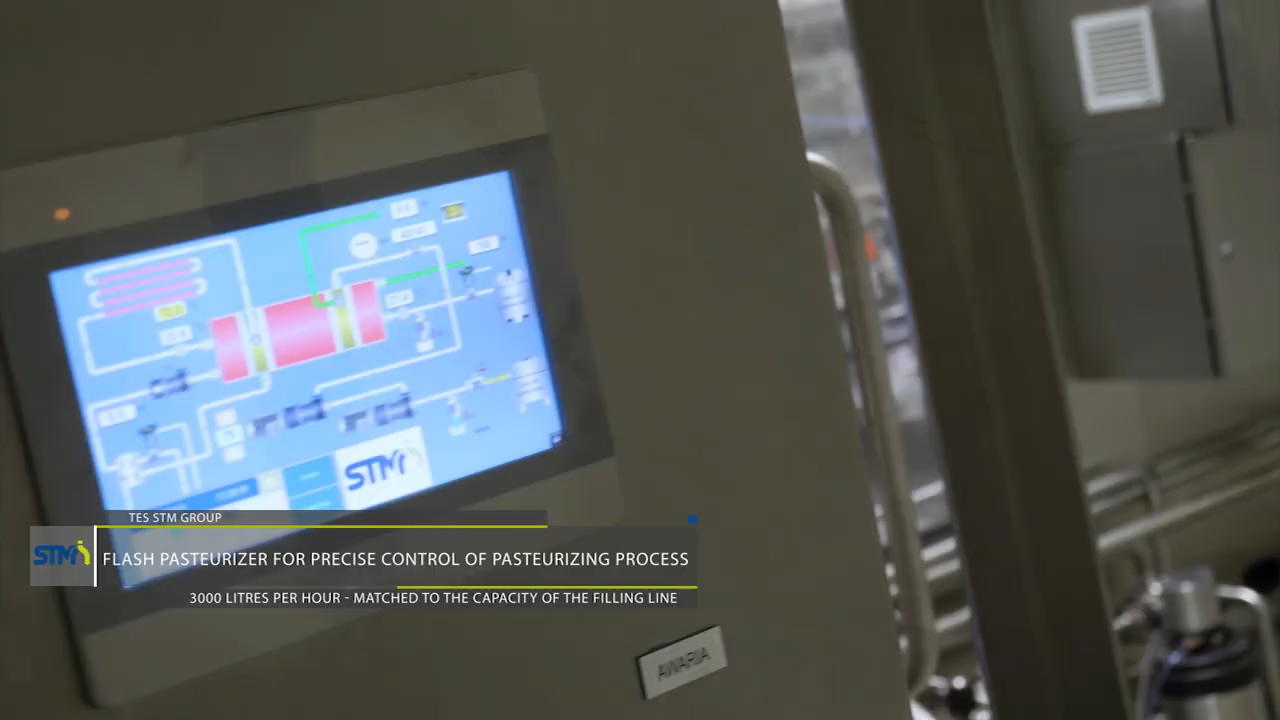 STM
TES STM GROUP
STM
FLASH PASTEURIZER FOR PRECISE CONTROL OF PASTEURIZING PROCESS
3000 LITRES PER HOUR - MATCHED TO THE CAPACITY OF THE FILLING LINE
AWARIA